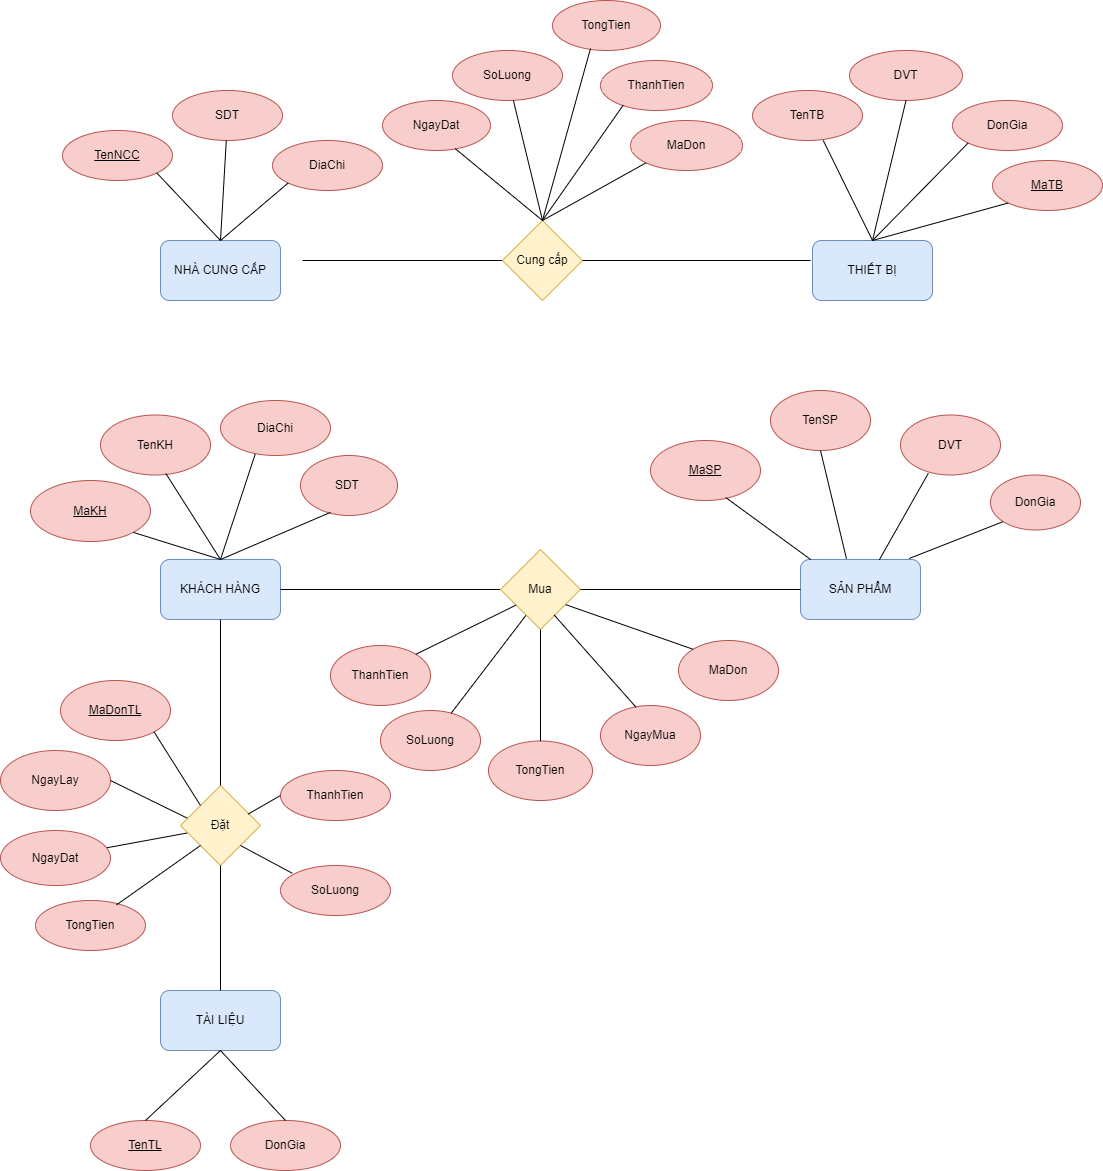 TongTien
SoLuong
DVT
ThanhTien
SDT
NgayDat
TenTB
DonGia
TenNCC
DiaChi
MaDon
MaTB
NHÀ CUNG CẤP
Cung cấp
THIẾT BỊ
TenKH
DiaChi
TenSP
DVT
MaKH
SDT
MaSP
DonGia
KHÁCH HÀNG
Mua
SẢN PHẨM
ThanhTien
MaDon
MaDonTL
SoLuong
NgayMua
TongTien
NgayLay
ThanhTien
Đặt
NgayDat
SoLuong
TongTien
TÀI LIỆU
TenTL
DonGia